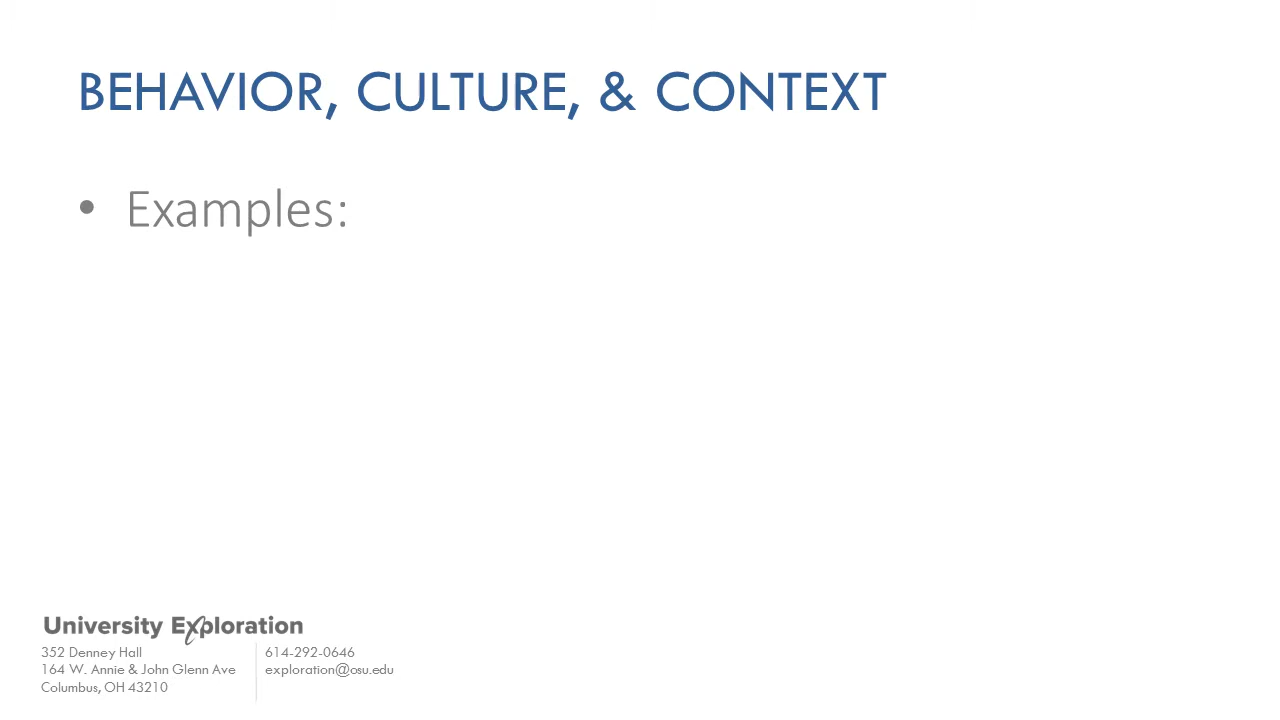 BEHAVIOR, CULTURE, & CONTEXT
• Examples:
University Exploration
352 Denney Hall
164 W. Annie & John Glenn Ave
Columbus, OH 43210
614-292-0646
exploration@osu.edu